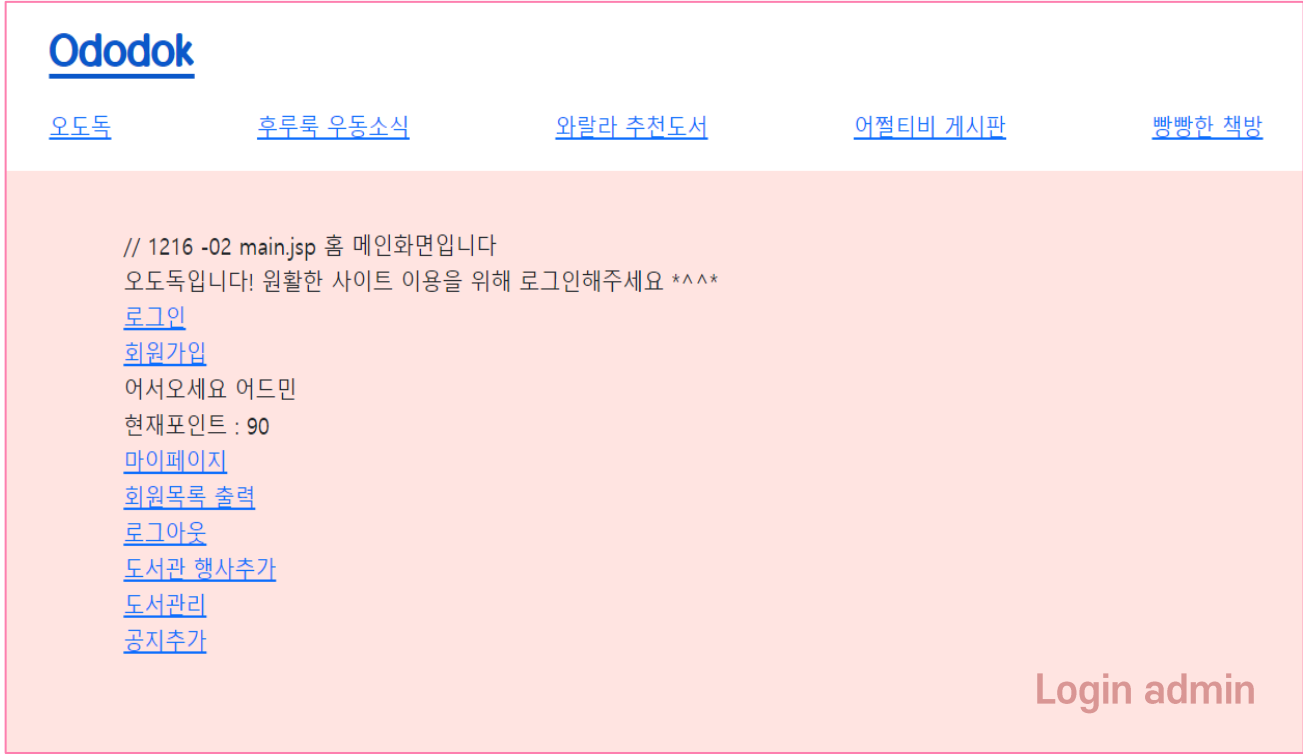 Ododok
오도독 후루룩 우동소식 와랄라 추천도서 어쩔티비 게시판 빵빵한 책방
// 1216 -02 main.jsp 홈 메인화면입니다
오도독입니다! 원활한 사이트 이용을 위해 로그인해주세요 *^^*
로그인
회원가입
어서오세요 어드민
현재포인트 : 90
마이페이지
회원목록 출력
로그아웃
도서관 행사추가
도서관리
공지추가
Login admin